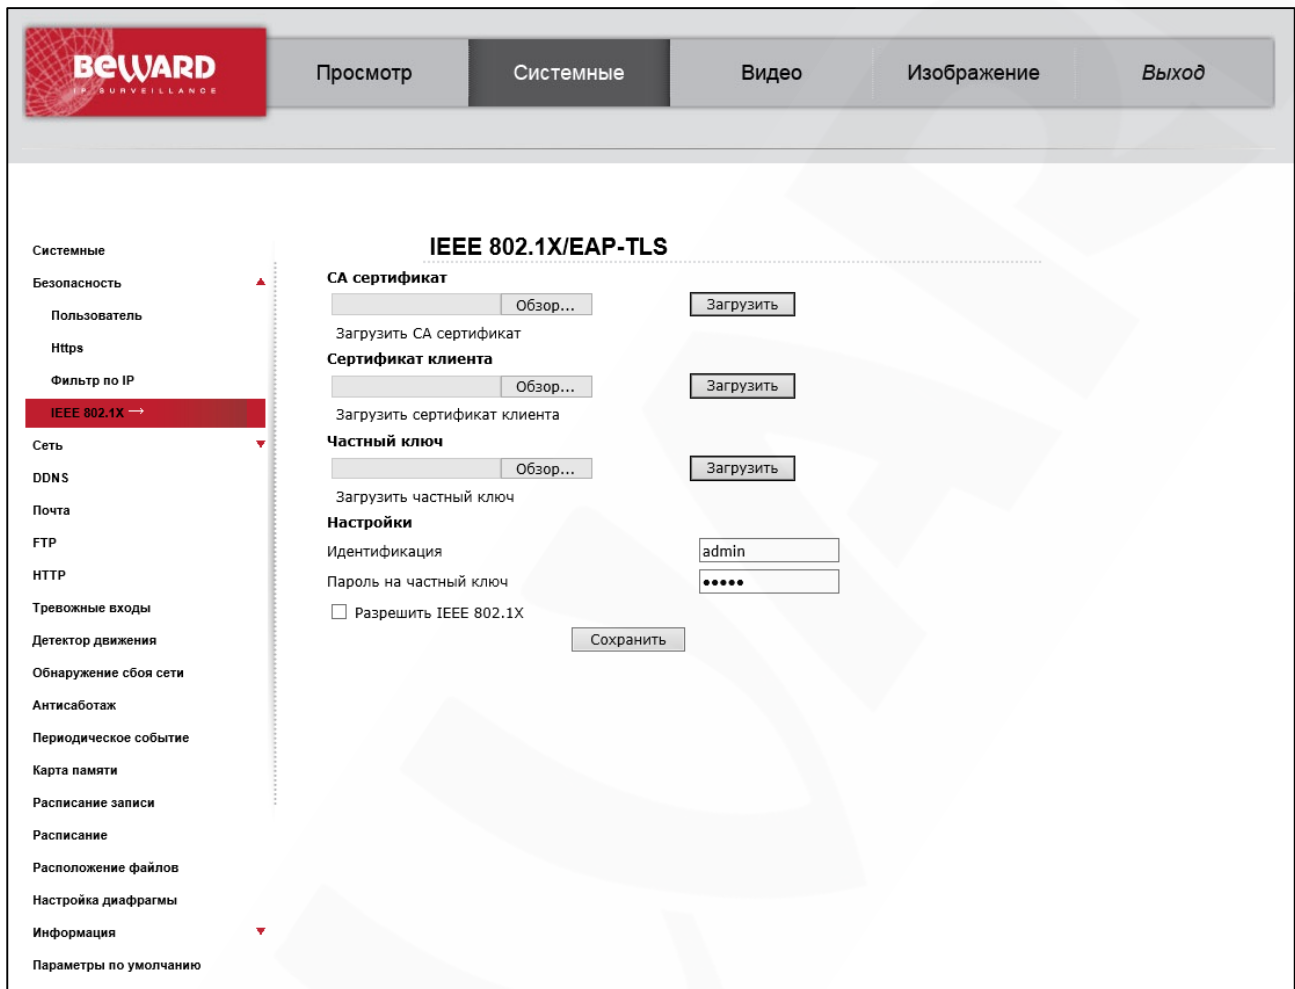 BEWARD
IP SURVEILLANCE
Просмотр
Системные
Видео
Изображение
Выход
Системные
Безопасность
Пользователь
Https
Фильтр по IP
IEEE 802.1X →
Сеть
DDNS
Почта
FTP
HTTP
Тревожные входы
Детектор движения
Обнаружение сбоя сети
Антисаботаж
Периодическое событие
Карта памяти
Расписание записи
Расписание
Расположение файлов
Настройка диафрагмы
Информация
Параметры по умолчанию
IEEE 802.1X/EAP-TLS
CA сертификат
Обзор...
Загрузить
Загрузить CA сертификат
Сертификат клиента
Обзор...
Загрузить
Загрузить сертификат клиента
Частный ключ
Обзор...
Загрузить
Загрузить частный ключ
Настройки
Идентификация
admin
Пароль на частный ключ
•••••
Разрешить IEEE 802.1X
Сохранить